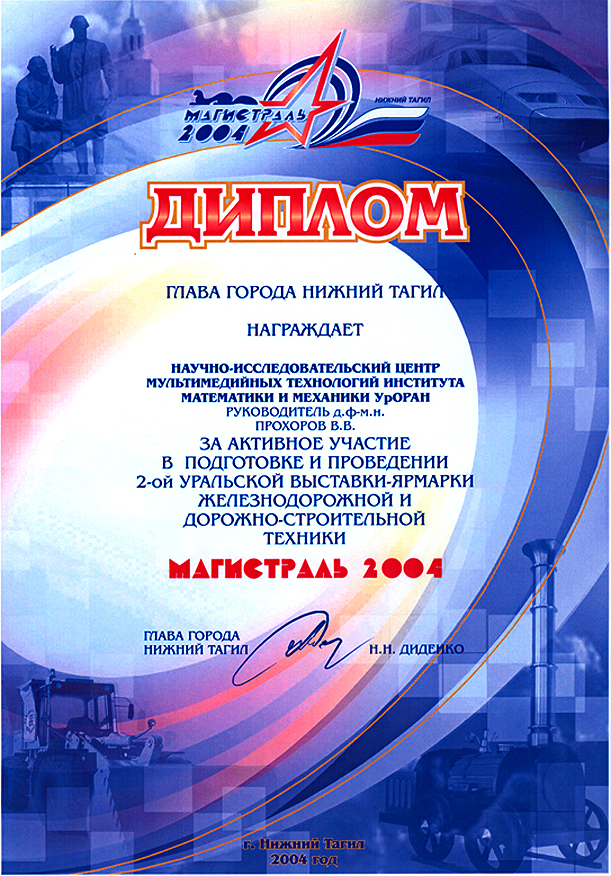 МАГИСТРАЛЬ
2004
НИЖНИЙ ТАГИЛ
ДИПЛОМ
ГЛАВА ГОРОДА НИЖНИЙ ТАГИЛ
НАГРАЖДАЕТ
НАУЧНО-ИССЛЕДОВАТЕЛЬСКИЙ ЦЕНТР
МУЛЬТИМЕДИЙНЫХ ТЕХНОЛОГИЙ ИНСТИТУТА
МАТЕМАТИКИ И МЕХАНИКИ УрОРАН
РУКОВОДИТЕЛЬ д.ф-м.н.
ПРОХОРОВ В.В.
ЗА АКТИВНОЕ УЧАСТИЕ
В ПОДГОТОВКЕ И ПРОВЕДЕНИИ
2-ой УРАЛЬСКОЙ ВЫСТАВКИ-ЯРМАРКИ
ЖЕЛЕЗНОДОРОЖНОЙ И
ДОРОЖНО-СТРОИТЕЛЬНОЙ
ТЕХНИКИ
МАГИСТРАЛЬ 2004
ГЛАВА ГОРОДА
НИЖНИЙ ТАГИЛ Н.Н. ДИДЕНКО
г. Нижний Тагил
2004 год